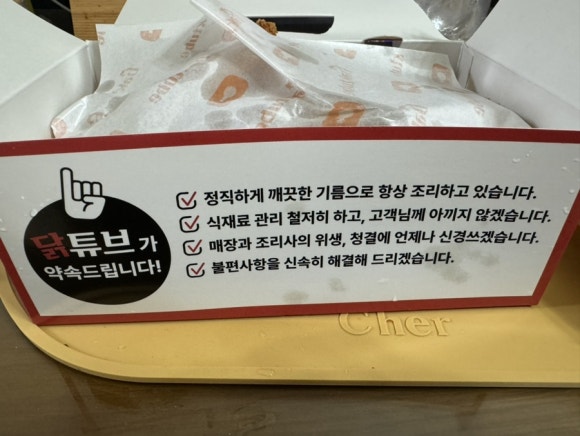 닭튜브가
약속드립니다!
정직하게 깨끗한 기름으로 항상 조리하고 있습니다.
식재료 관리 철저히 하고, 고객님께 아끼지 않겠습니다.
매장과 조리사의 위생, 청결에 언제나 신경쓰겠습니다.
불편사항을 신속히 해결해 드리겠습니다.
Cher